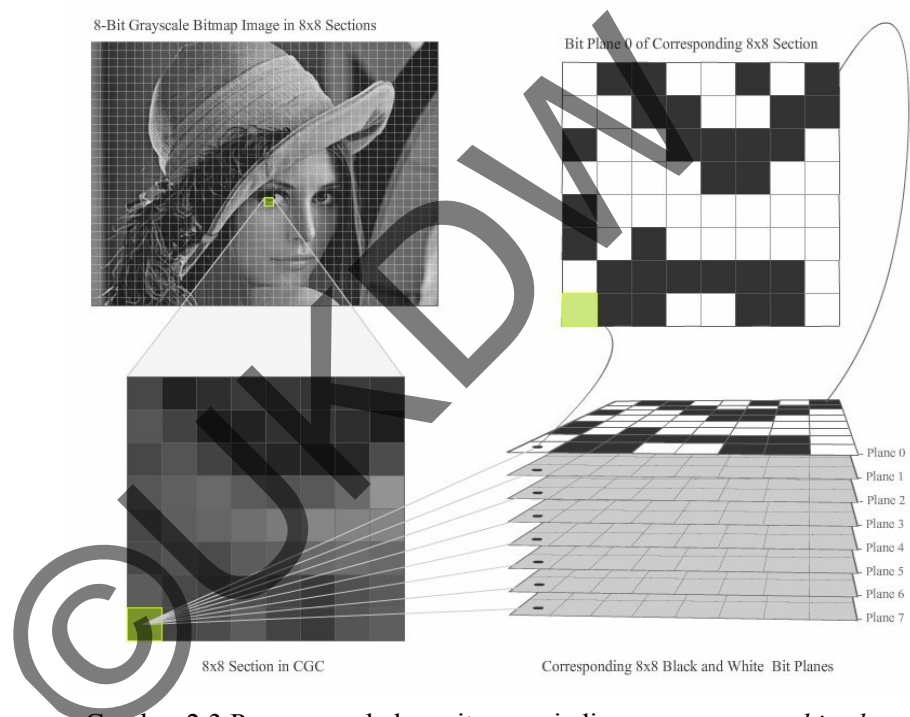 8-Bit Grayscale Bitmap Image in 8x8 Sections
Bit Plane 0 of Corresponding 8x8 Section
Plane 0
Plane 1
Plane 2
Plane 3
Plane 4
Plane 5
Plane 6
Plane 7
8x8 Section in CGC
Corresponding 8x8 Black and White Bit Planes
© UKDW